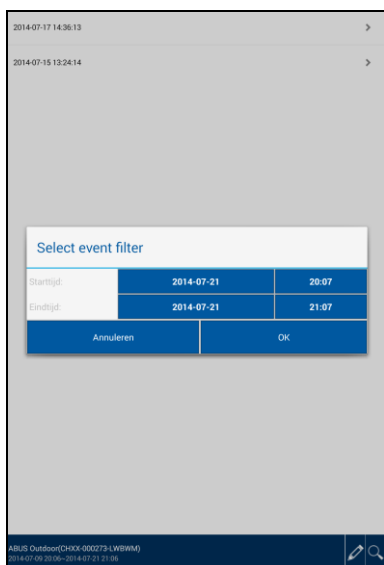 2014-07-17 14:36:13
2014-07-15 13:24:14
Select event filter
Starttijd: 2014-07-21 20:07
Eindtijd: 2014-07-21 21:07
Annuleren OK
ABUS Outdoor(CHXX-000273-LWBWM)
2014-07-09 20:06~2014-07-21 21:06